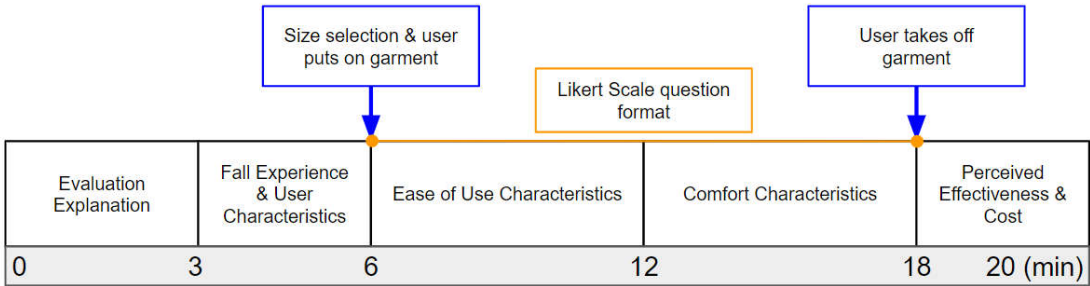 Size selection & user
puts on garment
User takes off
garment
Likert Scale question
format
Evaluation
Explanation
Fall Experience
& User
Characteristics
Ease of Use Characteristics
Comfort Characteristics
Perceived
Effectiveness &
Cost
0 3 6 12 18 20 (min)